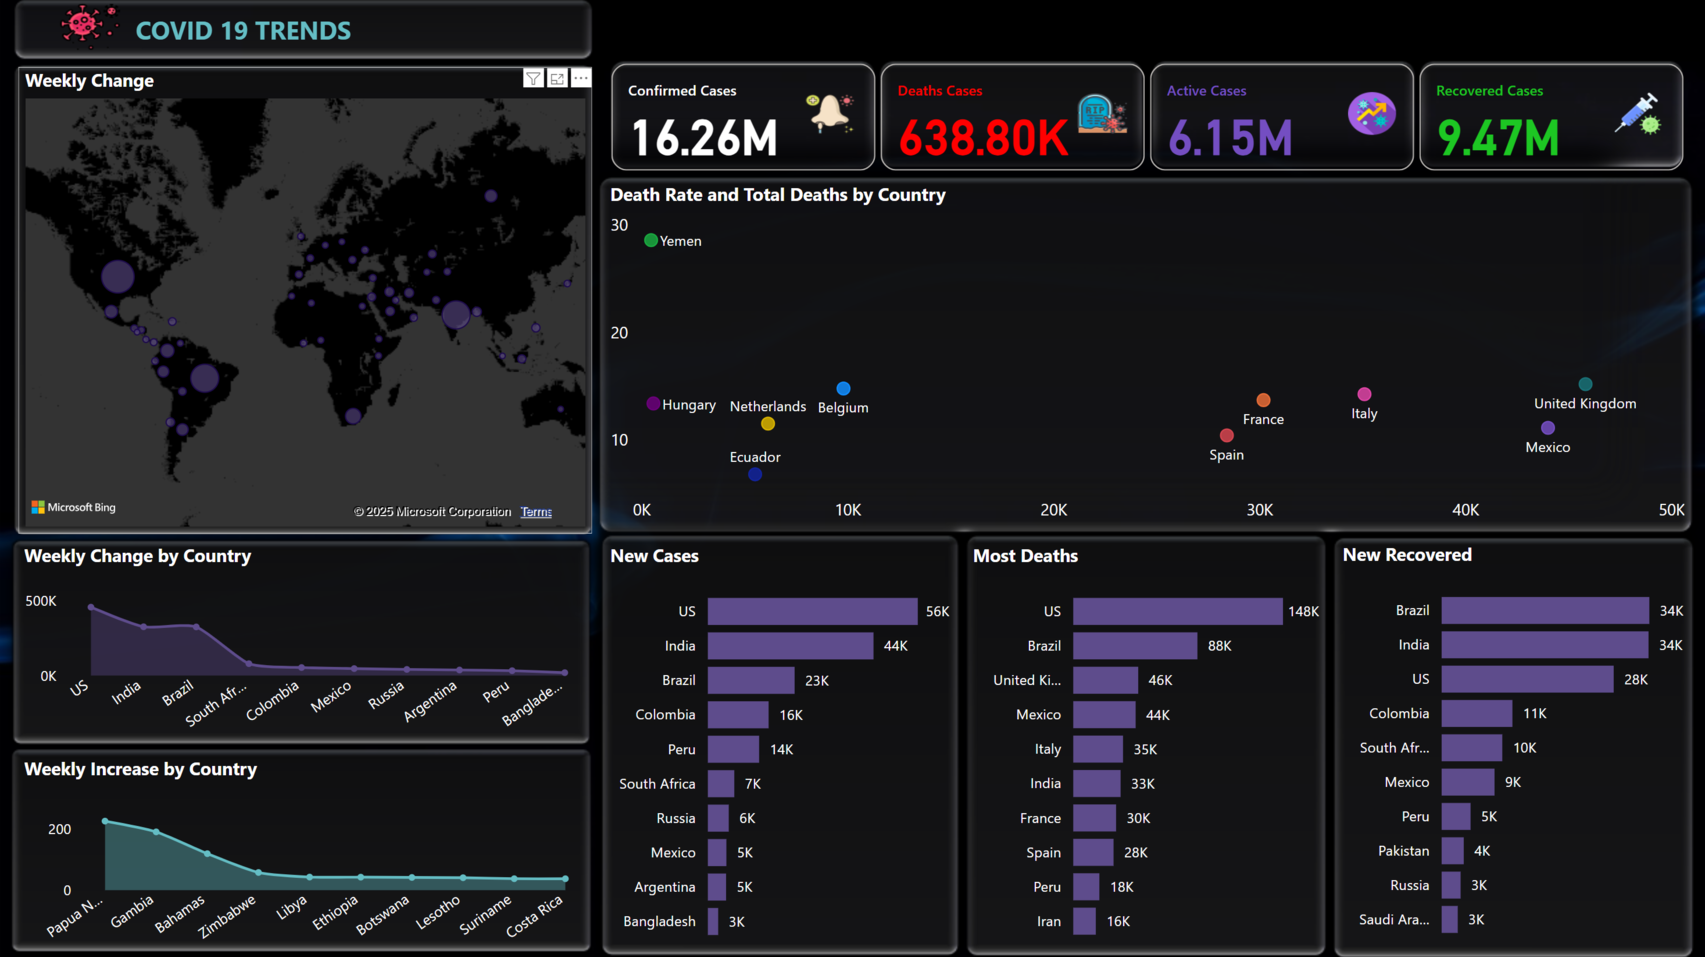 COVID 19 TRENDS
Weekly Change
Microsoft Bing
© 2025 Microsoft Corporation Terms
Confirmed Cases
16.26M
Deaths Cases
638.80K
RIP
Active Cases
6.15M
Recovered Cases
9.47M
Death Rate and Total Deaths by Country
30
20
10
Yemen
Hungary
Netherlands
Belgium
Ecuador
France
Spain
Italy
United Kingdom
Mexico
0K
10K
20K
30K
40K
50K
Weekly Change by Country
500K
0K
US
India
Brazil
South Afr...
Colombia
Mexico
Russia
Argentina
Peru
Banglade...
Weekly Increase by Country
200
0
Papua N...
Gambia
Bahamas
Zimbabwe
Libya
Ethiopia
Botswana
Lesotho
Suriname
Costa Rica
New Cases
US 56K
India 44K
Brazil 23K
Colombia 16K
Peru 14K
South Africa 7K
Russia 6K
Mexico 5K
Argentina 5K
Bangladesh 3K
Most Deaths
US 148K
Brazil 88K
United Ki... 46K
Mexico 44K
Italy 35K
India 33K
France 30K
Spain 28K
Peru 18K
Iran 16K
New Recovered
Brazil 34K
India 34K
US 28K
Colombia 11K
South Afr... 10K
Mexico 9K
Peru 5K
Pakistan 4K
Russia 3K
Saudi Ara... 3K